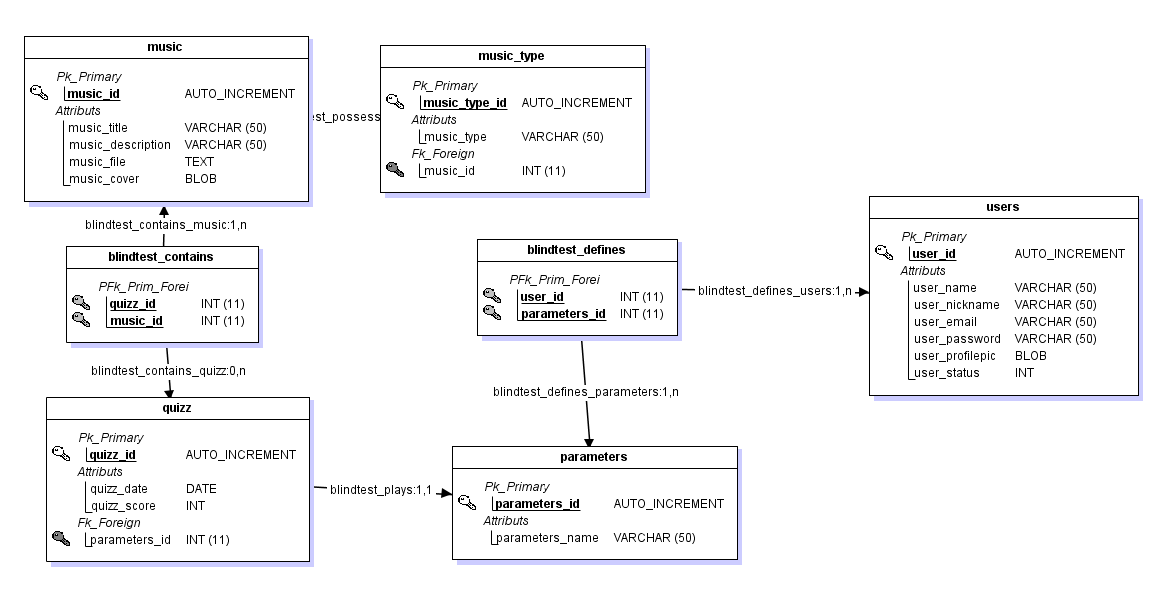 music
Pk_Primary
music_id AUTO_INCREMENT
Attributs
music_title VARCHAR (50)
music_description VARCHAR (50)
music_file TEXT
music_cover BLOB
est_possess
music_type
Pk_Primary
music_type_id AUTO_INCREMENT
Attributs
music_type VARCHAR (50)
Fk_Foreign
music_id INT (11)
blindtest_contains_music:1,n
blindtest_contains
PFk_Prim_Forei
quizz_id INT (11)
music_id INT (11)
blindtest_defines
PFk_Prim_Forei
user_id INT (11)
parameters_id INT (11)
blindtest_defines_users:1,n
users
Pk_Primary
user_id AUTO_INCREMENT
Attributs
user_name VARCHAR (50)
user_nickname VARCHAR (50)
user_email VARCHAR (50)
user_password VARCHAR (50)
user_profilepic BLOB
user_status INT
blindtest_contains_quizz:0,n
blindtest_defines_parameters:1,n
quizz
Pk_Primary
quizz_id AUTO_INCREMENT
Attributs
quizz_date DATE
quizz_score INT
Fk_Foreign
parameters_id INT (11)
blindtest_plays:1,1
parameters
Pk_Primary
parameters_id AUTO_INCREMENT
Attributs
parameters_name VARCHAR (50)